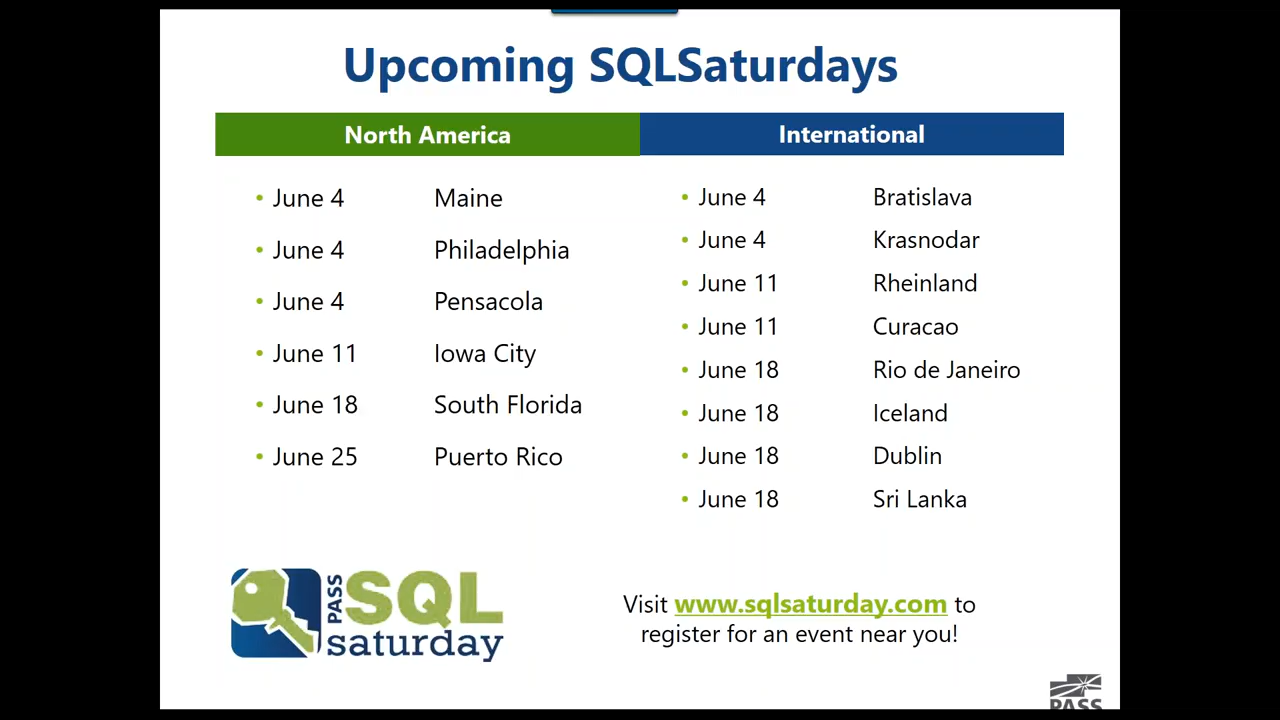 Upcoming SQLSaturdays
North America
• June 4 Maine
• June 4 Philadelphia
• June 4 Pensacola
• June 11 Iowa City
• June 18 South Florida
• June 25 Puerto Rico
International
• June 4 Bratislava
• June 4 Krasnodar
• June 11 Rheinland
• June 11 Curacao
• June 18 Rio de Janeiro
• June 18 Iceland
• June 18 Dublin
• June 18 Sri Lanka
PASS
SQL
saturday
Visit www.sqlsaturday.com to
register for an event near you!
PASS